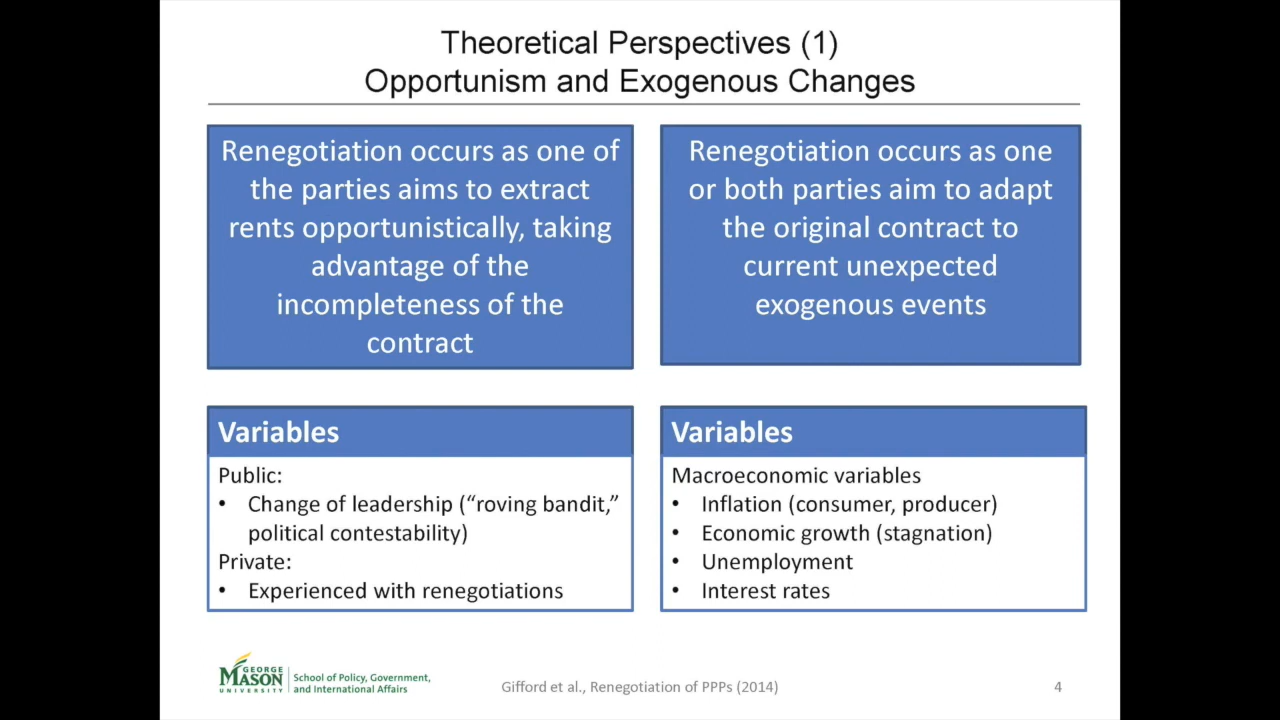 Theoretical Perspectives (1)
Opportunism and Exogenous Changes
Renegotiation occurs as one of
the parties aims to extract
rents opportunistically, taking
advantage of the
incompleteness of the
contract
Renegotiation occurs as one
or both parties aim to adapt
the original contract to
current unexpected
exogenous events
Variables
Public:
• Change of leadership (“roving bandit,”
political contestability)
Private:
• Experienced with renegotiations
Variables
Macroeconomic variables
• Inflation (consumer, producer)
• Economic growth (stagnation)
• Unemployment
• Interest rates
GEORGE
MASON
UNIVERSITY
School of Policy, Government,
and International Affairs
Gifford et al., Renegotiation of PPPs (2014)
4